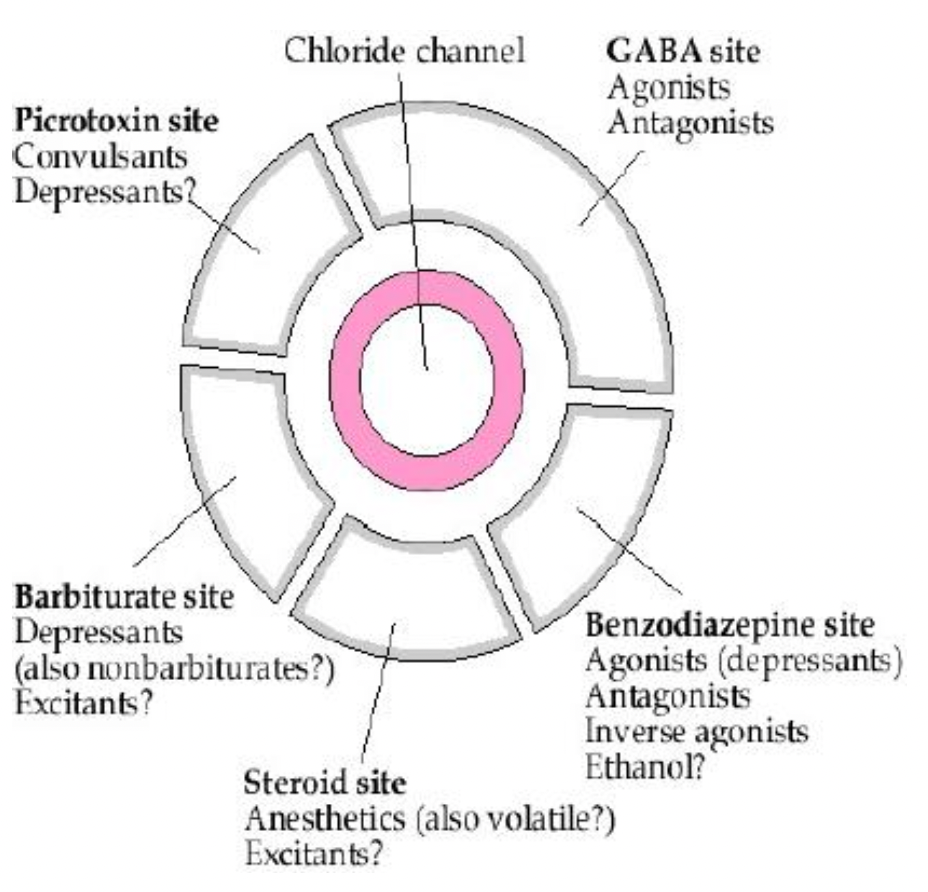 Chloride channel
GABA site
Agonists
Antagonists
Picrotoxin site
Convulsants
Depressants?
Barbiturate site
Depressants
(also nonbarbiturates?)
Excitants?
Benzodiazepine site
Agonists (depressants)
Antagonists
Inverse agonists
Ethanol?
Steroid site
Anesthetics (also volatile?)
Excitants?